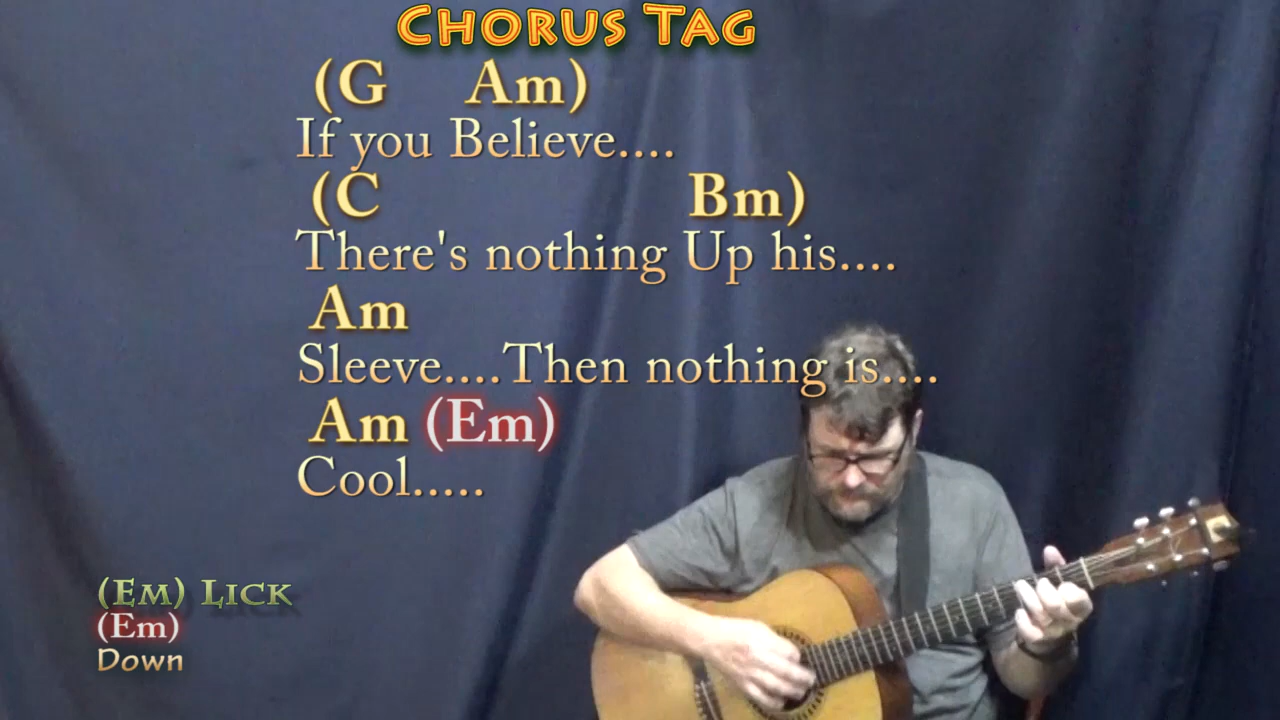 Chorus Tag
(G Am)
If you Believe....
(C Bm)
There's nothing Up his....
Am
Sleeve....Then nothing is....
Am (Em)
Cool.....
(Em) Lick
(Em)
Down